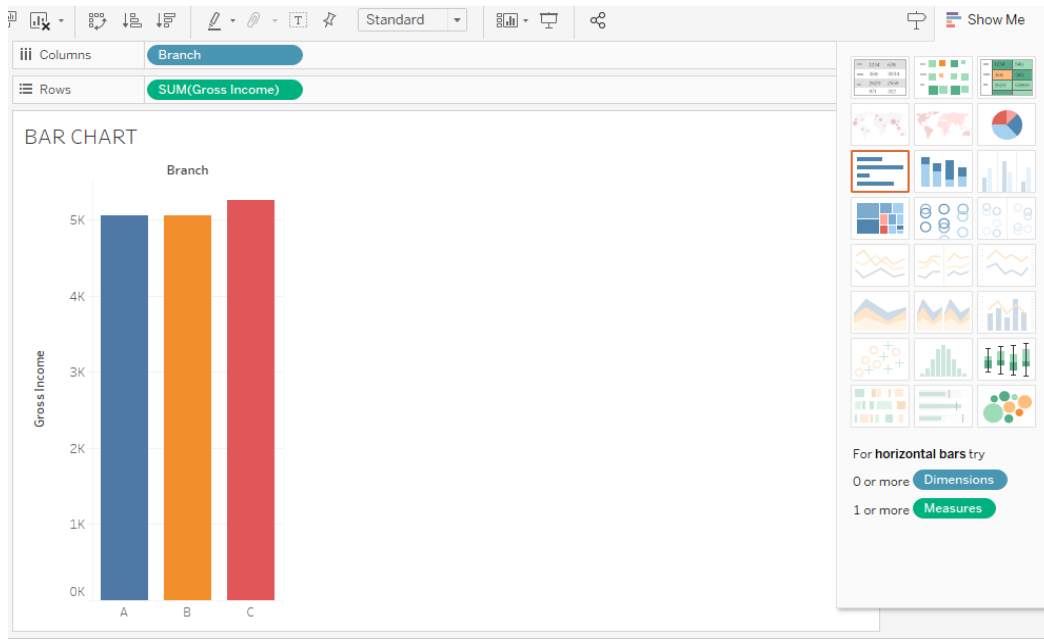 Standard
Show Me
Columns
Branch
Rows
SUM(Gross Income)
BAR CHART
Branch
Gross Income
5K
4K
3K
2K
1K
0K
A B C
For horizontal bars try
0 or more Dimensions
1 or more Measures